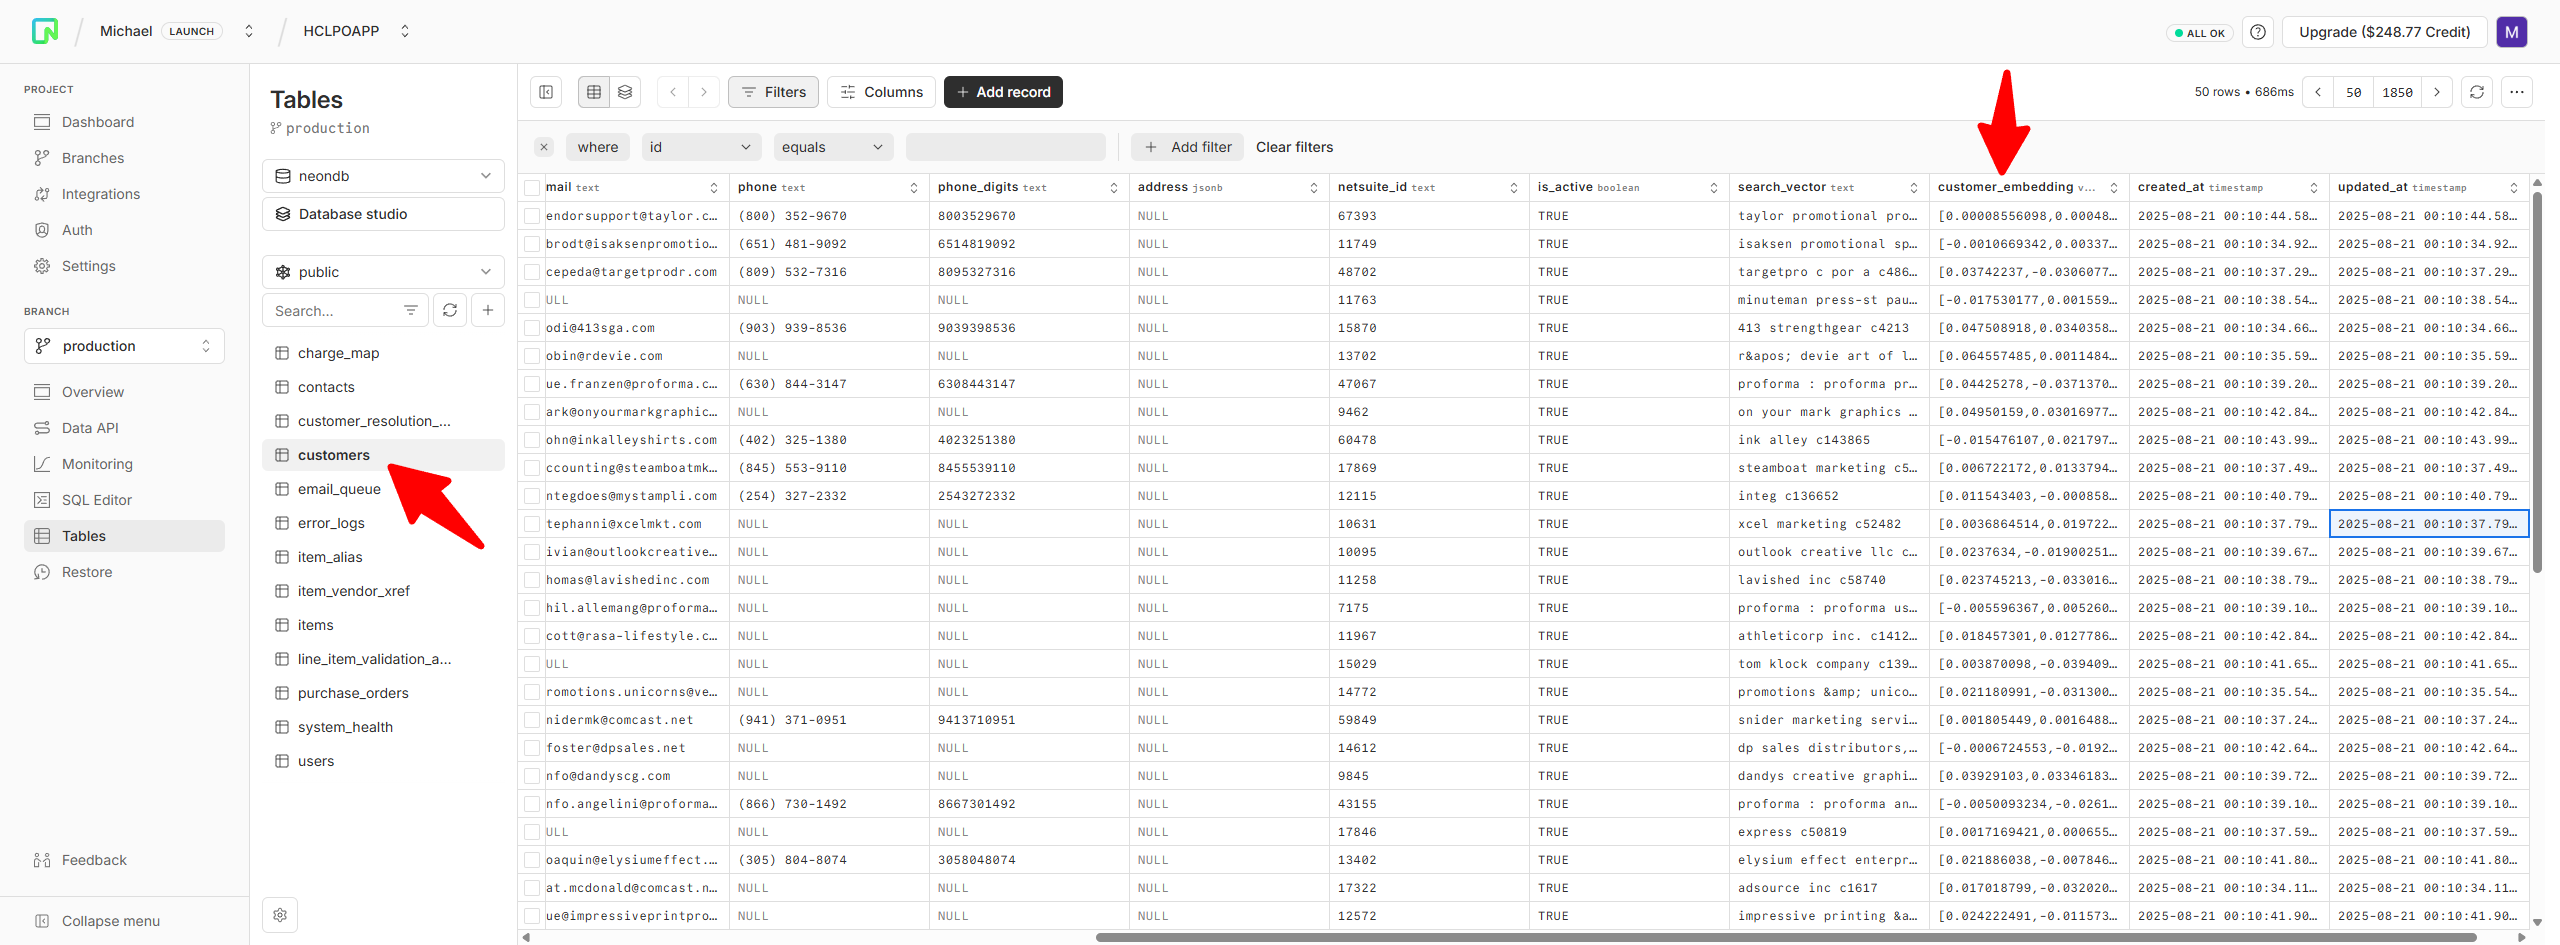 Michael LAUNCH HCLPOAPP ALL OK Upgrade ($248.77 Credit) M
PROJECT
Dashboard
Branches
Integrations
Auth
Settings
BRANCH
production
Overview
Data API
Monitoring
SQL Editor
Tables
Restore
Feedback
Collapse menu
Tables
production
neondb
Database studio
public
Search...
charge_map
contacts
customer_resolution_...
customers
email_queue
error_logs
item_alias
item_vendor_xref
items
line_item_validation_a...
purchase_orders
system_health
users
Filters Columns Add record 50 rows • 686ms 50 1850
where id equals Add filter Clear filters
mail text phone text phone_digits text address jsonb netsuite_id text is_active boolean search_vector text customer_embedding v... created_at timestamp updated_at timestamp
endorsupport@taylor.c… (800) 352-9670 8003529670 NULL 67393 TRUE taylor promotional pro… [0.00008556098,0.00048… 2025-08-21 00:10:44.58… 2025-08-21 00:10:44.58…
brodt@isaksenpromotio… (651) 481-9092 6514819092 NULL 11749 TRUE isaksen promotional sp… [-0.0010669342,0.00337… 2025-08-21 00:10:34.92… 2025-08-21 00:10:34.92…
cepeda@targetprodr.com (809) 532-7316 8095327316 NULL 48702 TRUE targetpro c por a c486… [0.03742237,-0.0306077… 2025-08-21 00:10:37.29… 2025-08-21 00:10:37.29…
ULL NULL NULL NULL 11763 TRUE minuteman press-st pau… [-0.017530177,0.001559… 2025-08-21 00:10:38.54… 2025-08-21 00:10:38.54…
odi@413sga.com (903) 939-8536 9039398536 NULL 15870 TRUE 413 strengthgear c4213 [0.047508918,0.0340358… 2025-08-21 00:10:34.66… 2025-08-21 00:10:34.66…
obin@rdevie.com NULL NULL NULL 13702 TRUE r&apos; devie art of l… [0.064557485,0.0011484… 2025-08-21 00:10:35.59… 2025-08-21 00:10:35.59…
ue.franzen@proforma.c… (630) 844-3147 6308443147 NULL 47067 TRUE proforma : proforma pr… [0.04425278,-0.0371370… 2025-08-21 00:10:39.20… 2025-08-21 00:10:39.20…
ark@onyourmarkgraphic… NULL NULL NULL 9462 TRUE on your mark graphics … [0.04950159,0.03016977… 2025-08-21 00:10:42.84… 2025-08-21 00:10:42.84…
ohn@inkalleyshirts.com (402) 325-1380 4023251380 NULL 60478 TRUE ink alley c143865 [-0.015476107,0.021797… 2025-08-21 00:10:43.99… 2025-08-21 00:10:43.99…
ccounting@steamboatmk… (845) 553-9110 8455539110 NULL 17869 TRUE steamboat marketing c5… [0.006722172,0.0133794… 2025-08-21 00:10:37.49… 2025-08-21 00:10:37.49…
ntegdoes@mystampli.com (254) 327-2332 2543272332 NULL 12115 TRUE integ c136652 [0.011543403,-0.000858… 2025-08-21 00:10:40.79… 2025-08-21 00:10:40.79…
tephanni@xcelmkt.com NULL NULL NULL 10631 TRUE xcel marketing c52482 [0.0036864514,0.019722… 2025-08-21 00:10:37.79… 2025-08-21 00:10:37.79…
ivian@outlookcreative… NULL NULL NULL 10095 TRUE outlook creative llc c… [0.0237634,-0.01900251… 2025-08-21 00:10:39.67… 2025-08-21 00:10:39.67…
homas@lavishedinc.com NULL NULL NULL 11258 TRUE lavished inc c58740 [0.023745213,-0.033016… 2025-08-21 00:10:38.79… 2025-08-21 00:10:38.79…
hil.allemang@proforma… NULL NULL NULL 7175 TRUE proforma : proforma us… [-0.005596367,0.005260… 2025-08-21 00:10:39.10… 2025-08-21 00:10:39.10…
cott@rasa-lifestyle.c… NULL NULL NULL 11967 TRUE athleticorp inc. c1412… [0.018457301,0.0127786… 2025-08-21 00:10:42.84… 2025-08-21 00:10:42.84…
ULL NULL NULL NULL 15029 TRUE tom klock company c139… [0.003870098,-0.039409… 2025-08-21 00:10:41.65… 2025-08-21 00:10:41.65…
romotions.unicorns@ve… NULL NULL NULL 14772 TRUE promotions &amp; unico… [0.021180991,-0.031300… 2025-08-21 00:10:35.54… 2025-08-21 00:10:35.54…
nidermk@comcast.net (941) 371-0951 9413710951 NULL 59849 TRUE snider marketing servi… [0.001805449,0.0016488… 2025-08-21 00:10:37.24… 2025-08-21 00:10:37.24…
foster@dpsales.net NULL NULL NULL 14612 TRUE dp sales distributors,… [-0.0006724553,-0.0192… 2025-08-21 00:10:42.64… 2025-08-21 00:10:42.64…
nfo@dandyscg.com NULL NULL NULL 9845 TRUE dandys creative graphi… [0.03929103,0.03346183… 2025-08-21 00:10:39.72… 2025-08-21 00:10:39.72…
nfo.angelini@proforma… (866) 730-1492 8667301492 NULL 43155 TRUE proforma : proforma an… [-0.0050093234,-0.0261… 2025-08-21 00:10:39.10… 2025-08-21 00:10:39.10…
ULL NULL NULL NULL 17846 TRUE express c50819 [0.0017169421,0.000655… 2025-08-21 00:10:37.59… 2025-08-21 00:10:37.59…
oaquin@elysiumeffect.… (305) 804-8074 3058048074 NULL 13402 TRUE elysium effect enterpr… [0.021886038,-0.007846… 2025-08-21 00:10:41.80… 2025-08-21 00:10:41.80…
at.mcdonald@comcast.n… NULL NULL NULL 17322 TRUE adsource inc c1617 [0.017018799,-0.032020… 2025-08-21 00:10:34.11… 2025-08-21 00:10:34.11…
ue@impressiveprintpro… NULL NULL NULL 12572 TRUE impressive printing &a… [0.024222491,-0.011573… 2025-08-21 00:10:41.90… 2025-08-21 00:10:41.90…